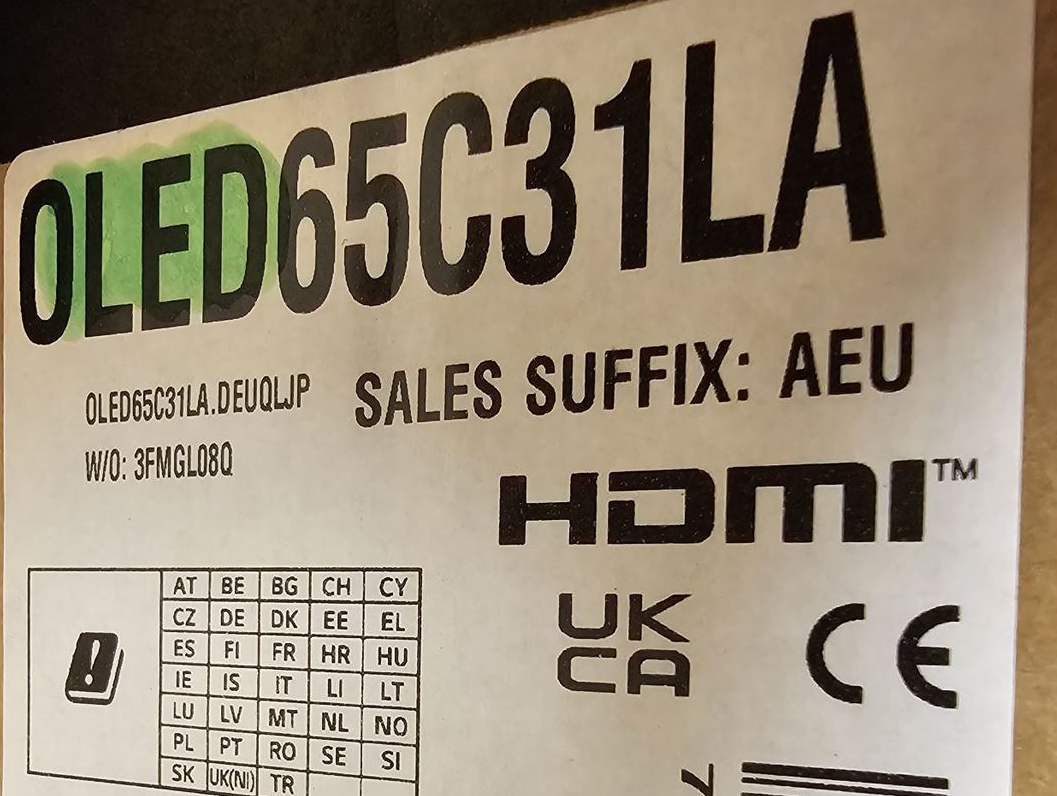 OLED65C31LA
OLED65C31LA.DEUQLJP
SALES SUFFIX: AEU
W/O: 3FMGL08Q
HDMI™
UK
CA
CE
AT BE BG CH CY
CZ DE DK EE EL
ES FI FR HR HU
IE IS IT LI LT
LU LV MT NL NO
PL PT RO SE SI
SK UK(NI) TR
7